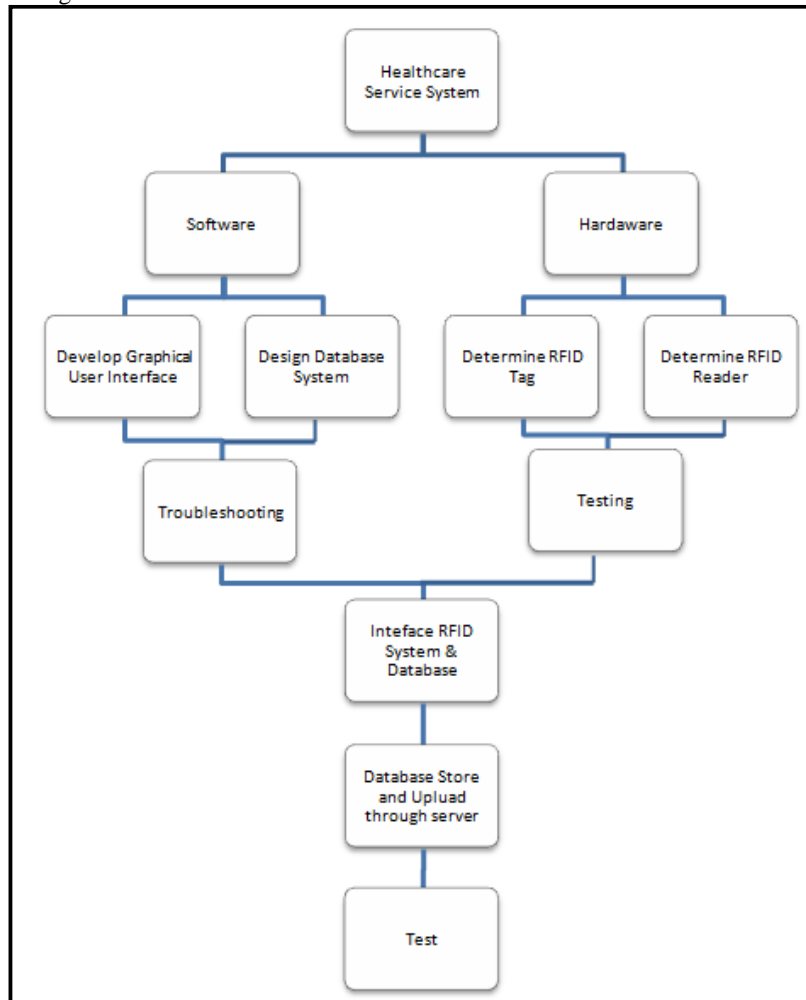 Healthcare
Service System
Software
Hardaware
Develop Graphical
User Interface
Design Database
System
Determine RFID
Tag
Determine RFID
Reader
Troubleshooting
Testing
Inteface RFID
System &
Database
Database Store
and Upluad
through server
Test